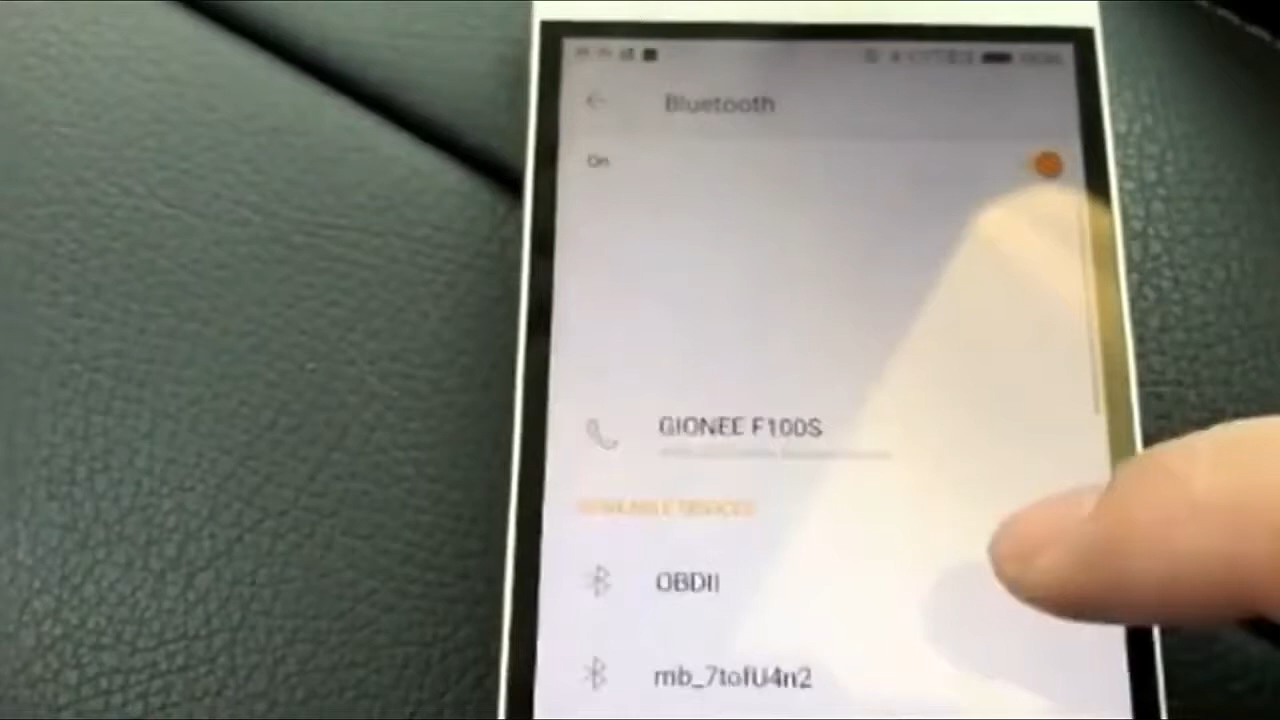 Bluetooth
On
GIONEE F100S
AVAILABLE DEVICES
OBDII
mb_7tofU4n2